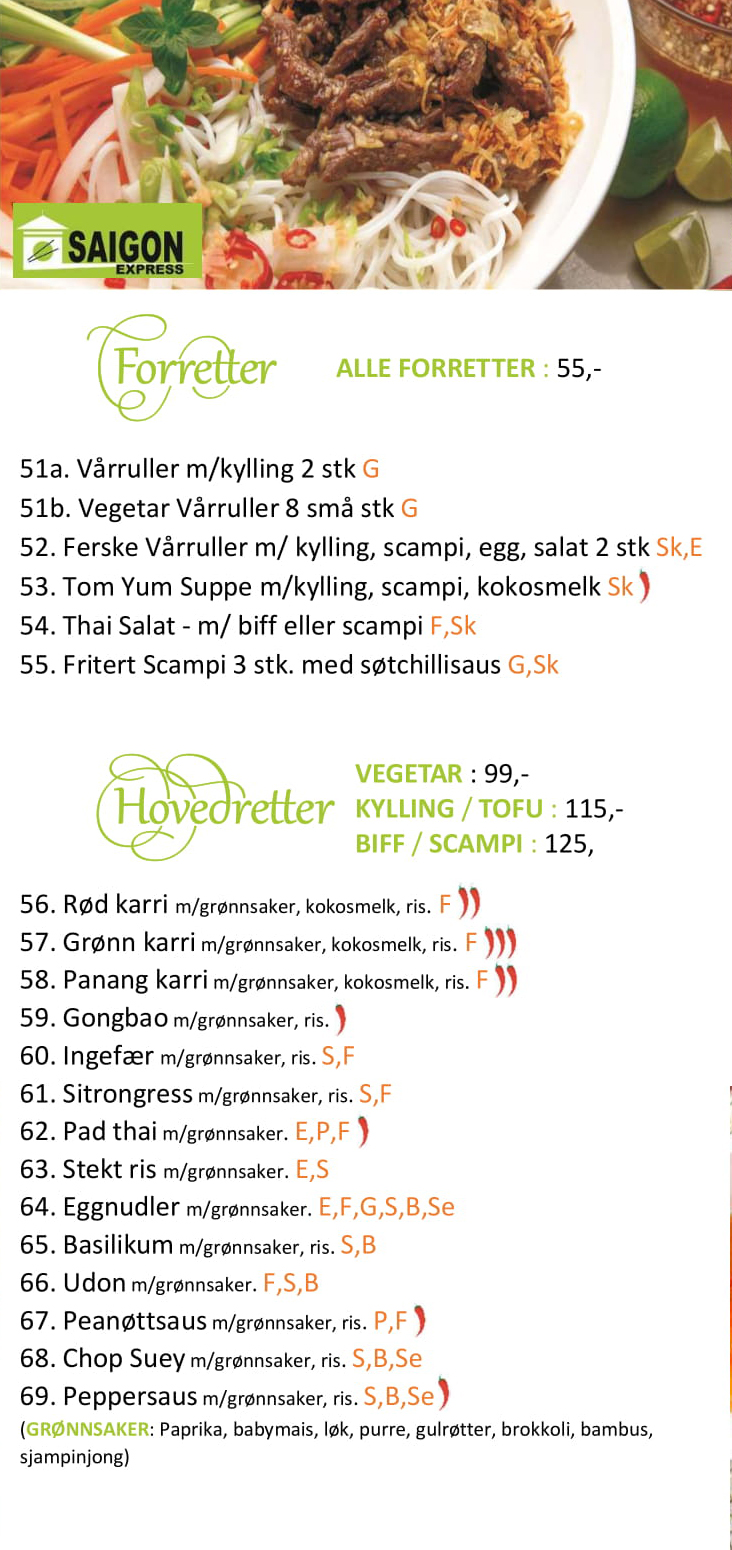 SAIGON
EXPRESS
Forretter
ALLE FORRETTER : 55,-
51a. Vårruller m/kylling 2 stk G
51b. Vegetar Vårruller 8 små stk G
52. Ferske Vårruller m/ kylling, scampi, egg, salat 2 stk Sk,E
53. Tom Yum Suppe m/kylling, scampi, kokosmelk Sk
54. Thai Salat - m/ biff eller scampi F,Sk
55. Fritert Scampi 3 stk. med søtchillisaus G,Sk
Hovedretter
VEGETAR : 99,-
KYLLING / TOFU : 115,-
BIFF / SCAMPI : 125,
56. Rød karri m/grønnsaker, kokosmelk, ris. F
57. Grønn karri m/grønnsaker, kokosmelk, ris. F
58. Panang karri m/grønnsaker, kokosmelk, ris. F
59. Gongbao m/grønnsaker, ris.
60. Ingefær m/grønnsaker, ris. S,F
61. Sitrongress m/grønnsaker, ris. S,F
62. Pad thai m/grønnsaker. E,P,F
63. Stekt ris m/grønnsaker. E,S
64. Eggnudler m/grønnsaker. E,F,G,S,B,Se
65. Basilikum m/grønnsaker, ris. S,B
66. Udon m/grønnsaker. F,S,B
67. Peanøttsaus m/grønnsaker, ris. P,F
68. Chop Suey m/grønnsaker, ris. S,B,Se
69. Peppersaus m/grønnsaker, ris. S,B,Se
(GRØNNSAKER: Paprika, babymais, løk, purre, gulrøtter, brokkoli, bambus,
sjampinjong)